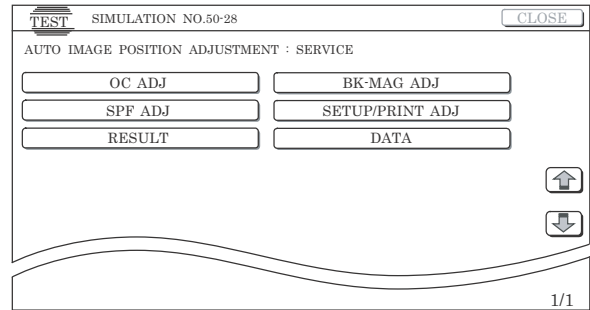 TEST SIMULATION NO.50-28 CLOSE
AUTO IMAGE POSITION ADJUSTMENT : SERVICE
OC ADJ BK-MAG ADJ
SPF ADJ SETUP/PRINT ADJ
RESULT DATA
1/1